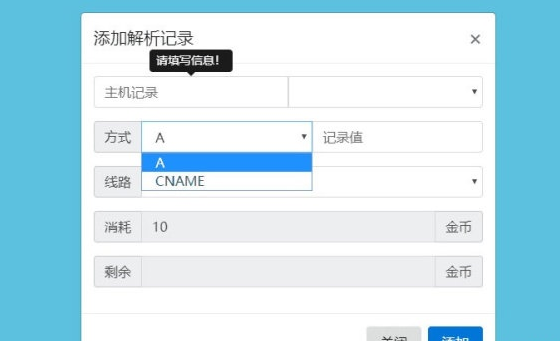 添加解析记录
×
请填写信息!
主机记录
方式 A 记录值
A
CNAME
线路
消耗 10 金币
剩余 金币
关闭 添加